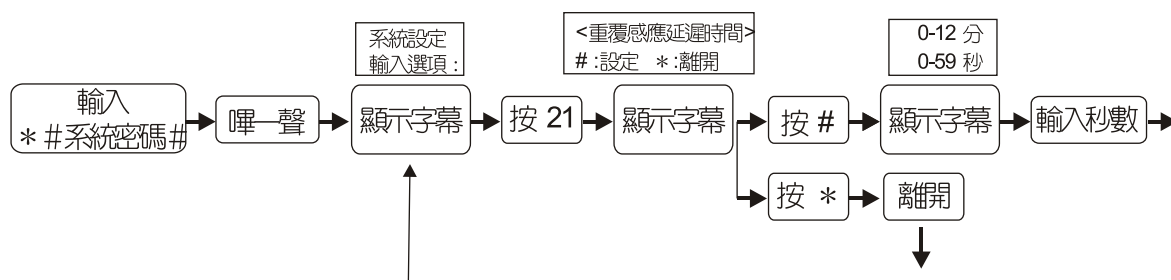 系統設定
輸入選項 :
<重覆感應延遲時間>
# :設定 *:離開
0-12 分
0-59 秒
輸入
*#系統密碼#
嗶一聲
顯示字幕
按 21
顯示字幕
按 #
顯示字幕
輸入秒數
按 *
離開